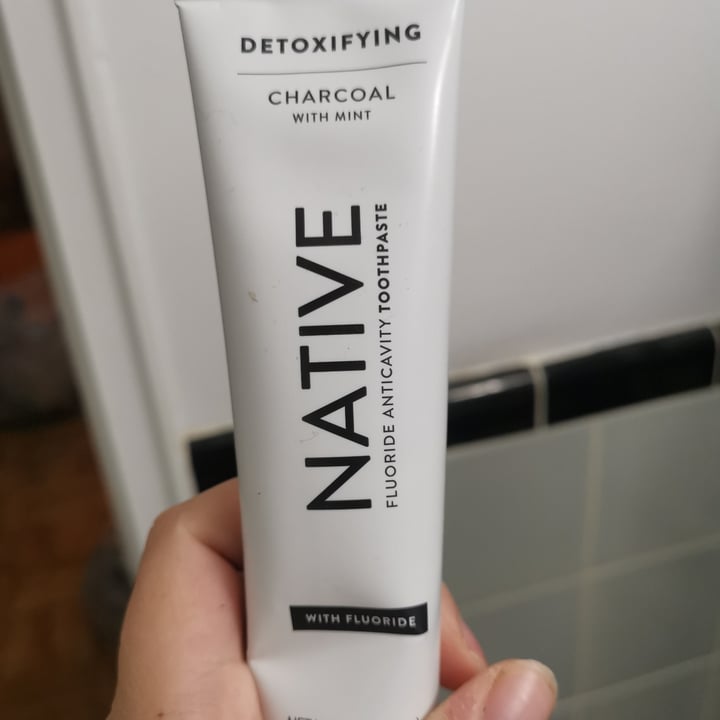 DETOXIFYING
CHARCOAL
WITH MINT
NATIVE
FLUORIDE ANTICAVITY TOOTHPASTE
WITH FLUORIDE